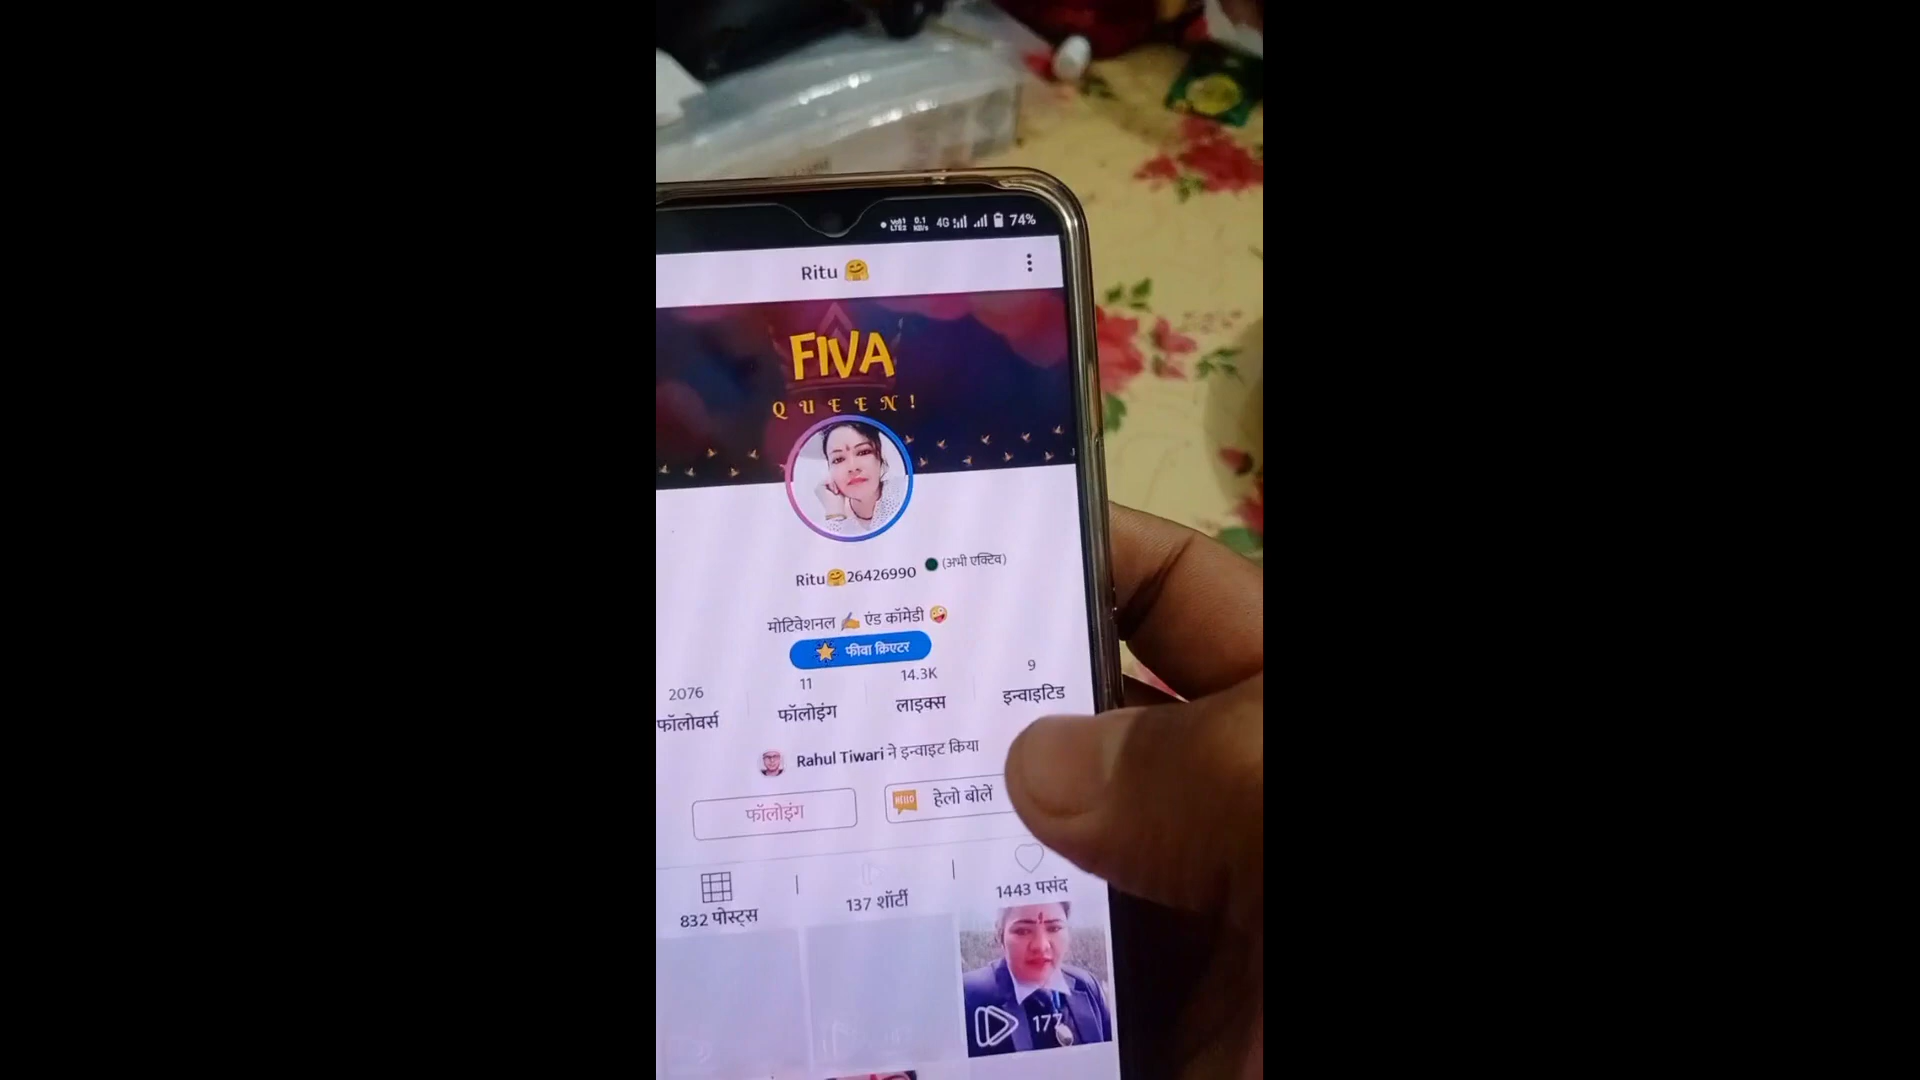 4G 74%
Ritu 🤗
FIVA
QUEEN!
Ritu🤗26426990 (अभी एक्टिव)
मोटिवेशनल ✍ एंड कॉमेडी 🤪
फीवा क्रिएटर
2076 11 14.3K 9
फॉलोवर्स फॉलोइंग लाइक्स इन्वाइटिड
Rahul Tiwari ने इन्वाइट किया
फॉलोइंग HELLO हेलो बोलें
832 पोस्ट्स 137 शॉर्टी 1443 पसंद
177